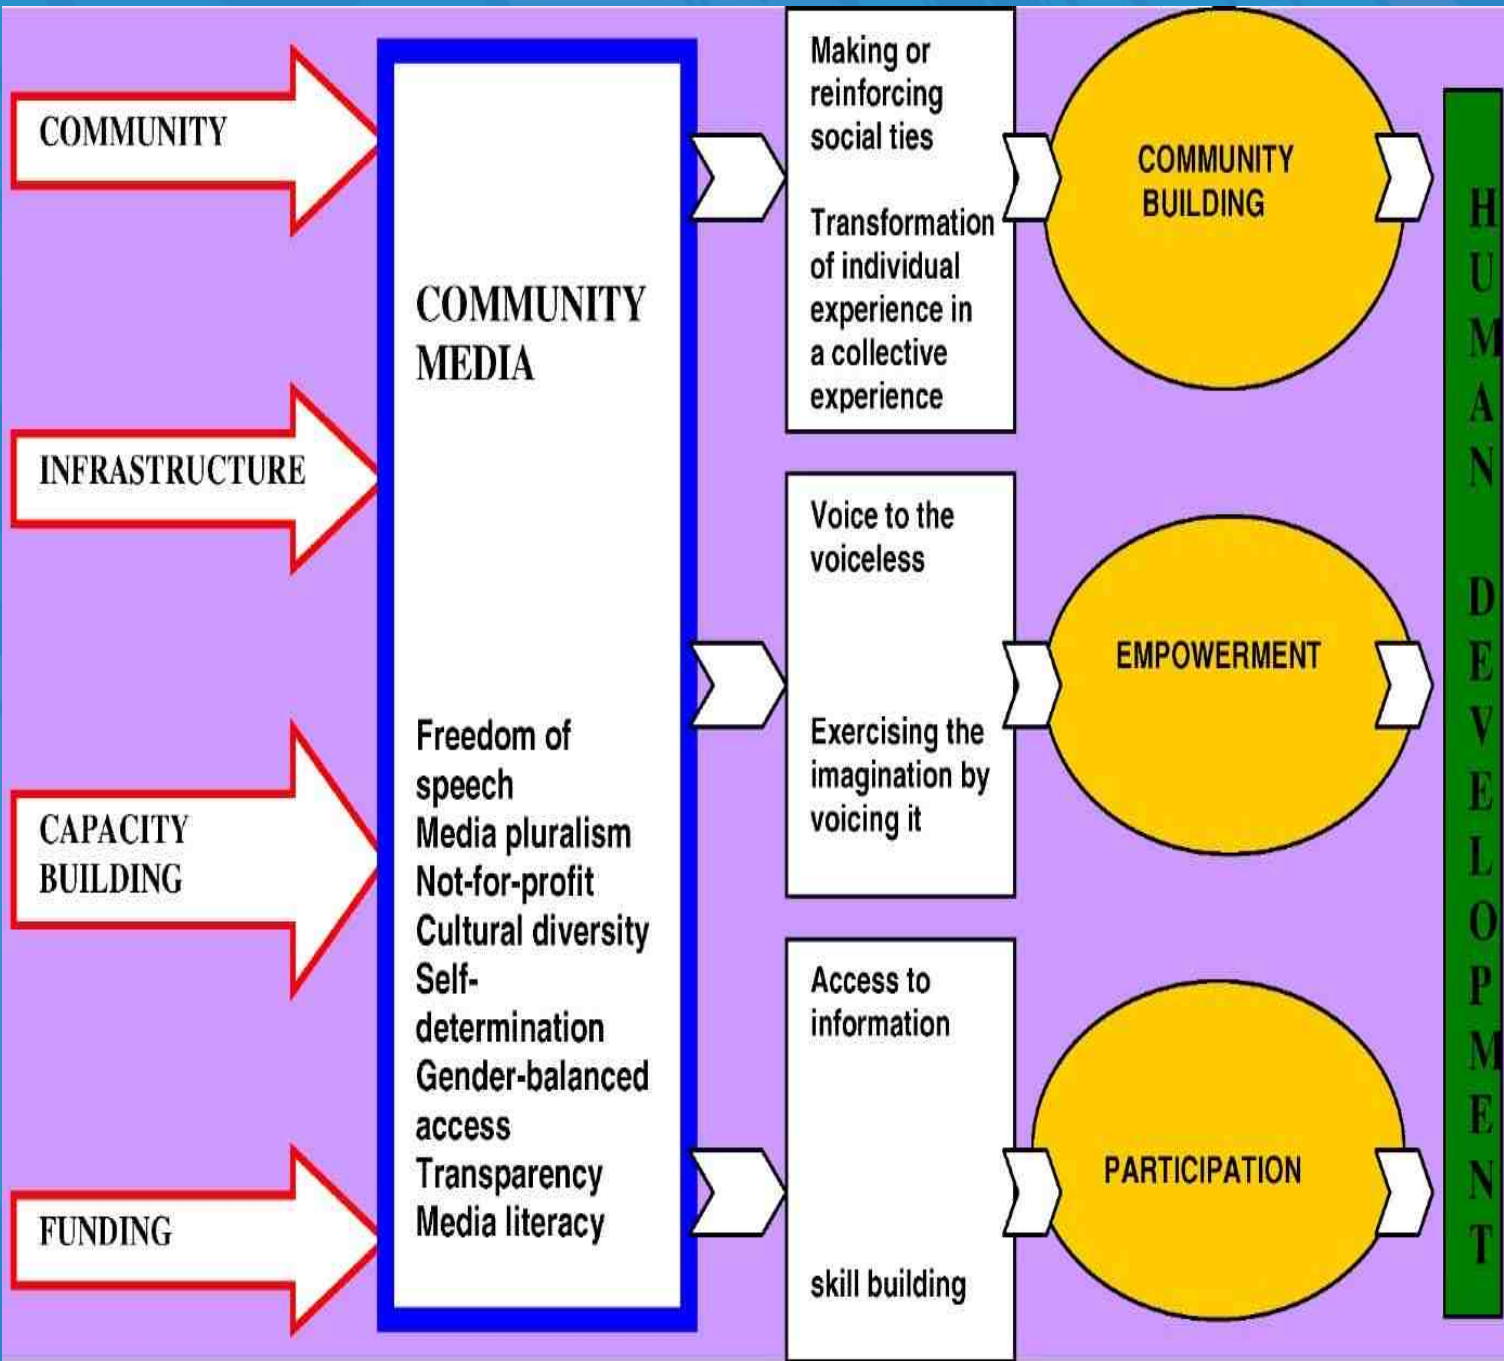 COMMUNITY
INFRASTRUCTURE
CAPACITY
BUILDING
FUNDING
COMMUNITY
MEDIA
Freedom of
speech
Media pluralism
Not-for-profit
Cultural diversity
Self-
determination
Gender-balanced
access
Transparency
Media literacy
Making or
reinforcing
social ties
Transformation
of individual
experience in
a collective
experience
Voice to the
voiceless
Exercising the
imagination by
voicing it
Access to
information
skill building
COMMUNITY
BUILDING
EMPOWERMENT
PARTICIPATION
HUMAN DEVELOPMENT